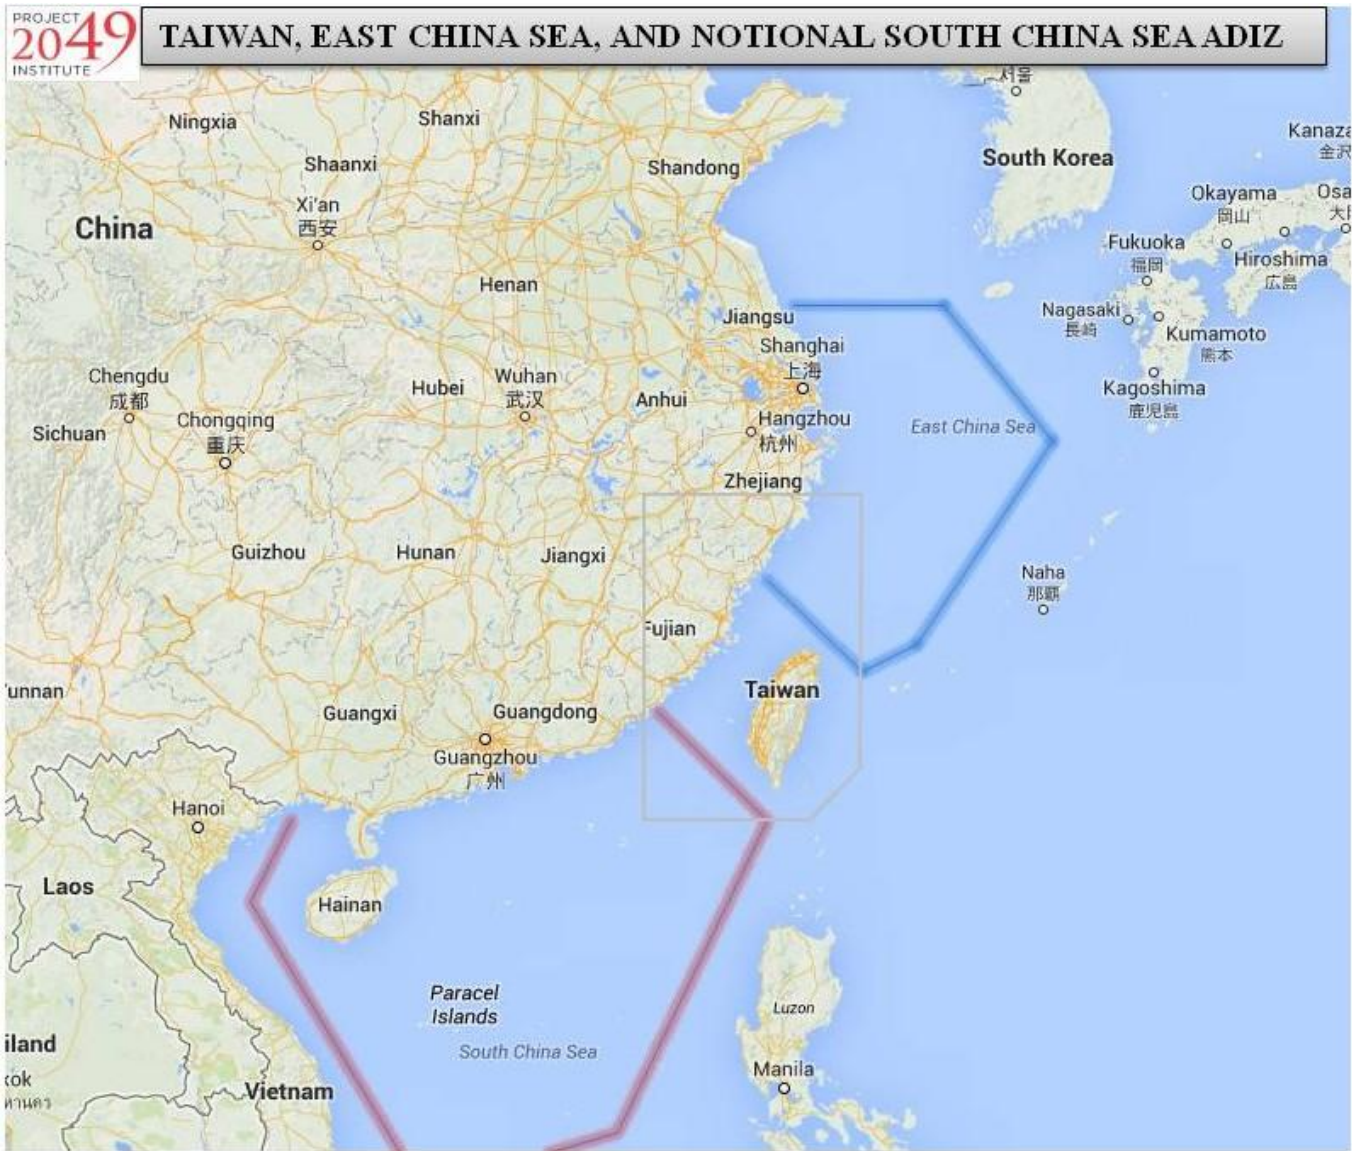 PROJECT
2049
INSTITUTE
TAIWAN, EAST CHINA SEA, AND NOTIONAL SOUTH CHINA SEA ADIZ
서울
Ningxia
Shanxi
Kanaza
金沢
Shaanxi
Shandong
South Korea
Xi'an
西安
Okayama
岡山
Osa
China
Fukuoka
福岡
Hiroshima
広島
Henan
Jiangsu
Nagasaki
長崎
Kumamoto
熊本
Shanghai
上海
Chengdu
成都
Hubei
Wuhan
武汉
Anhui
Kagoshima
鹿児島
Chongqing
重庆
Hangzhou
杭州
East China Sea
Sichuan
Zhejiang
Guizhou
Hunan
Jiangxi
Naha
那覇
Fujian
Taiwan
unnan
Guangxi
Guangdong
Guangzhou
广州
Hanoi
Laos
Hainan
Paracel
Islands
Luzon
South China Sea
iland
kok
Manila
Vietnam